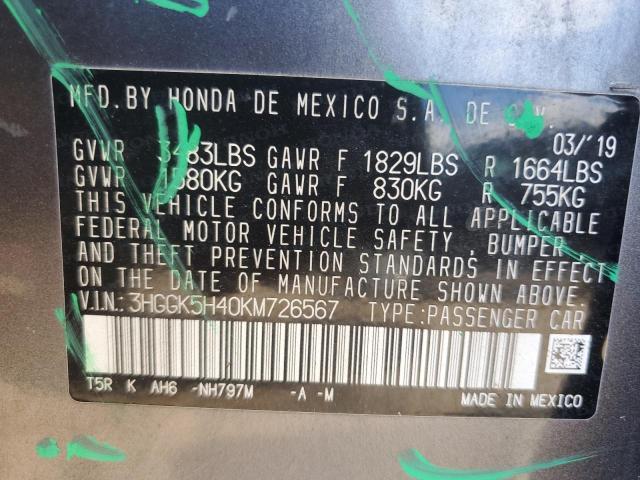 MFD.BY HONDA DE MEXICO S.A. DE C.V.
03/'19
GVWR 3483LBS GAWR F 1829LBS R 1664LBS
GVWR 1580KG GAWR F 830KG R 755KG
THIS VEHICLE CONFORMS TO ALL APPLICABLE
FEDERAL MOTOR VEHICLE SAFETY, BUMPER,
AND THEFT PREVENTION STANDARDS IN EFFECT
ON THE DATE OF MANUFACTURE SHOWN ABOVE.
V.I.N.: 3HGGK5H40KM726567 TYPE:PASSENGER CAR
T5R K AH6 -NH797M -A -M
MADE IN MEXICO